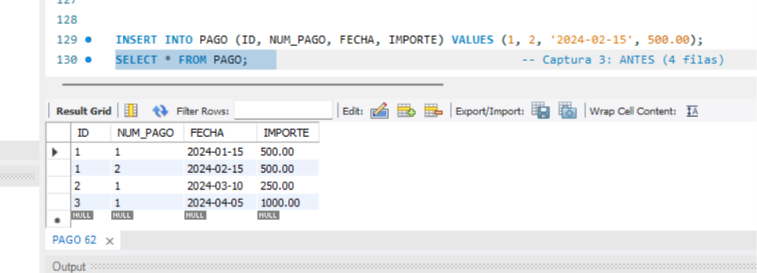 128
129 INSERT INTO PAGO (ID, NUM_PAGO, FECHA, IMPORTE) VALUES (1, 2, '2024-02-15', 500.00);
130 SELECT * FROM PAGO; -- Captura 3: ANTES (4 filas)
Result Grid Filter Rows: Edit: Export/Import: Wrap Cell Content:
ID NUM_PAGO FECHA IMPORTE
1 1 2024-01-15 500.00
1 2 2024-02-15 500.00
2 1 2024-03-10 250.00
3 1 2024-04-05 1000.00
NULL NULL NULL NULL
PAGO 62
Output